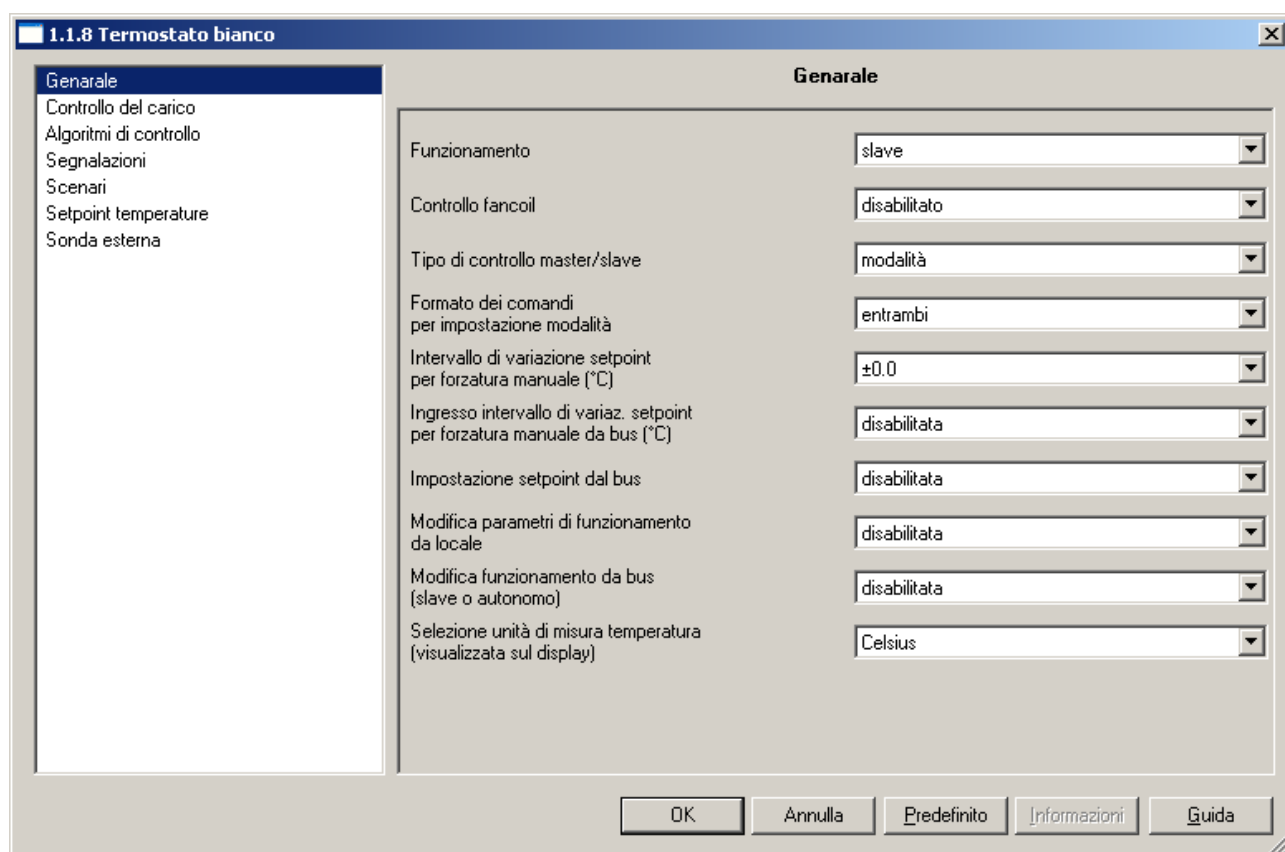 1.1.8 Termostato bianco
Genarale
Controllo del carico
Algoritmi di controllo
Segnalazioni
Scenari
Setpoint temperature
Sonda esterna
Genarale
Funzionamento
slave
Controllo fancoil
disabilitato
Tipo di controllo master/slave
modalità
Formato dei comandi
per impostazione modalità
entrambi
Intervallo di variazione setpoint
per forzatura manuale (°C)
±0.0
Ingresso intervallo di variaz. setpoint
per forzatura manuale da bus (°C)
disabilitata
Impostazione setpoint dal bus
disabilitata
Modifica parametri di funzionamento
da locale
disabilitata
Modifica funzionamento da bus
(slave o autonomo)
disabilitata
Selezione unità di misura temperatura
(visualizzata sul display)
Celsius
OK
Annulla
Predefinito
Informazioni
Guida